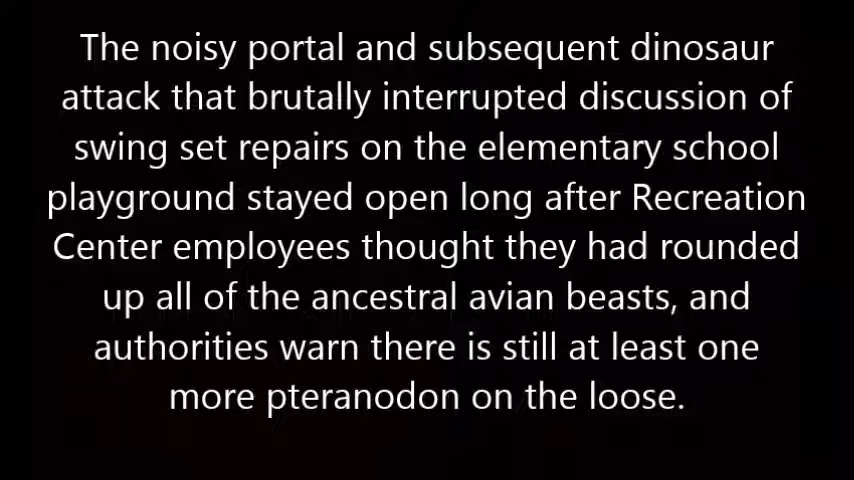 The noisy portal and subsequent dinosaur
attack that brutally interrupted discussion of
swing set repairs on the elementary school
playground stayed open long after Recreation
Center employees thought they had rounded
up all of the ancestral avian beasts, and
authorities warn there is still at least one
more pteranodon on the loose.